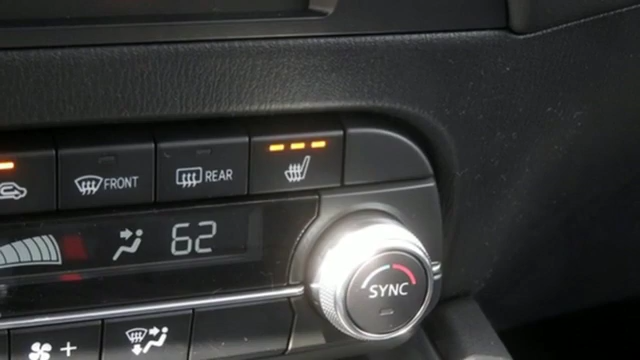 FRONT
REAR
62
SYNC
+